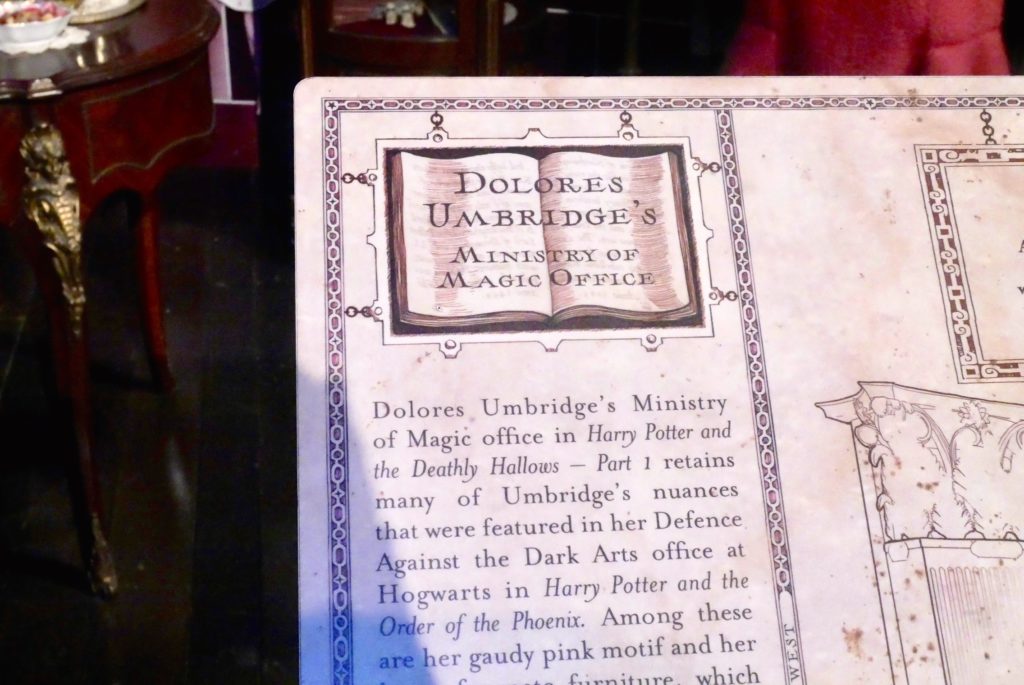 DOLORES
UMBRIDGE'S
MINISTRY OF
MAGIC OFFICE
Dolores Umbridge's Ministry
of Magic office in Harry Potter and
the Deathly Hallows – Part 1 retains
many of Umbridge's nuances
that were featured in her Defence
Against the Dark Arts office at
Hogwarts in Harry Potter and the
Order of the Phoenix. Among these
are her gaudy pink motif and her
furniture, which
WEST